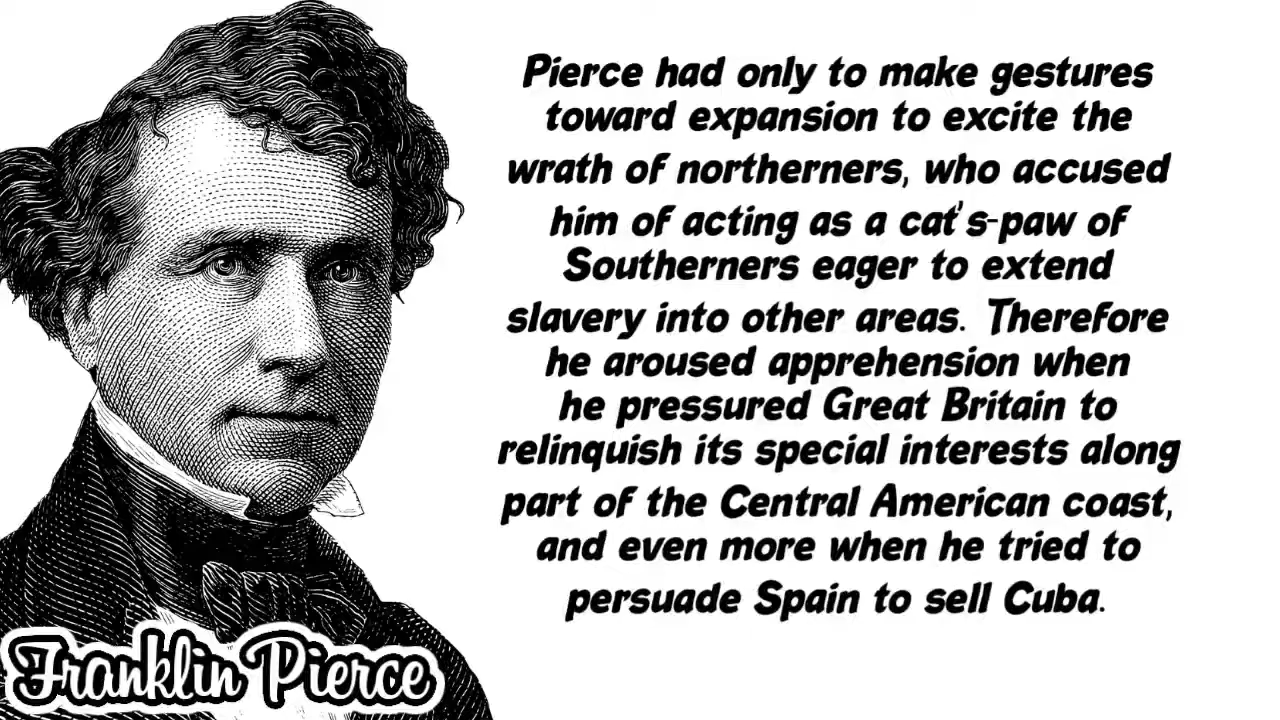 Pierce had only to make gestures
toward expansion to excite the
wrath of northerners, who accused
him of acting as a cat's-paw of
Southerners eager to extend
slavery into other areas. Therefore
he aroused apprehension when
he pressured Great Britain to
relinquish its special interests along
part of the Central American coast,
and even more when he tried to
persuade Spain to sell Cuba.
Franklin Pierce